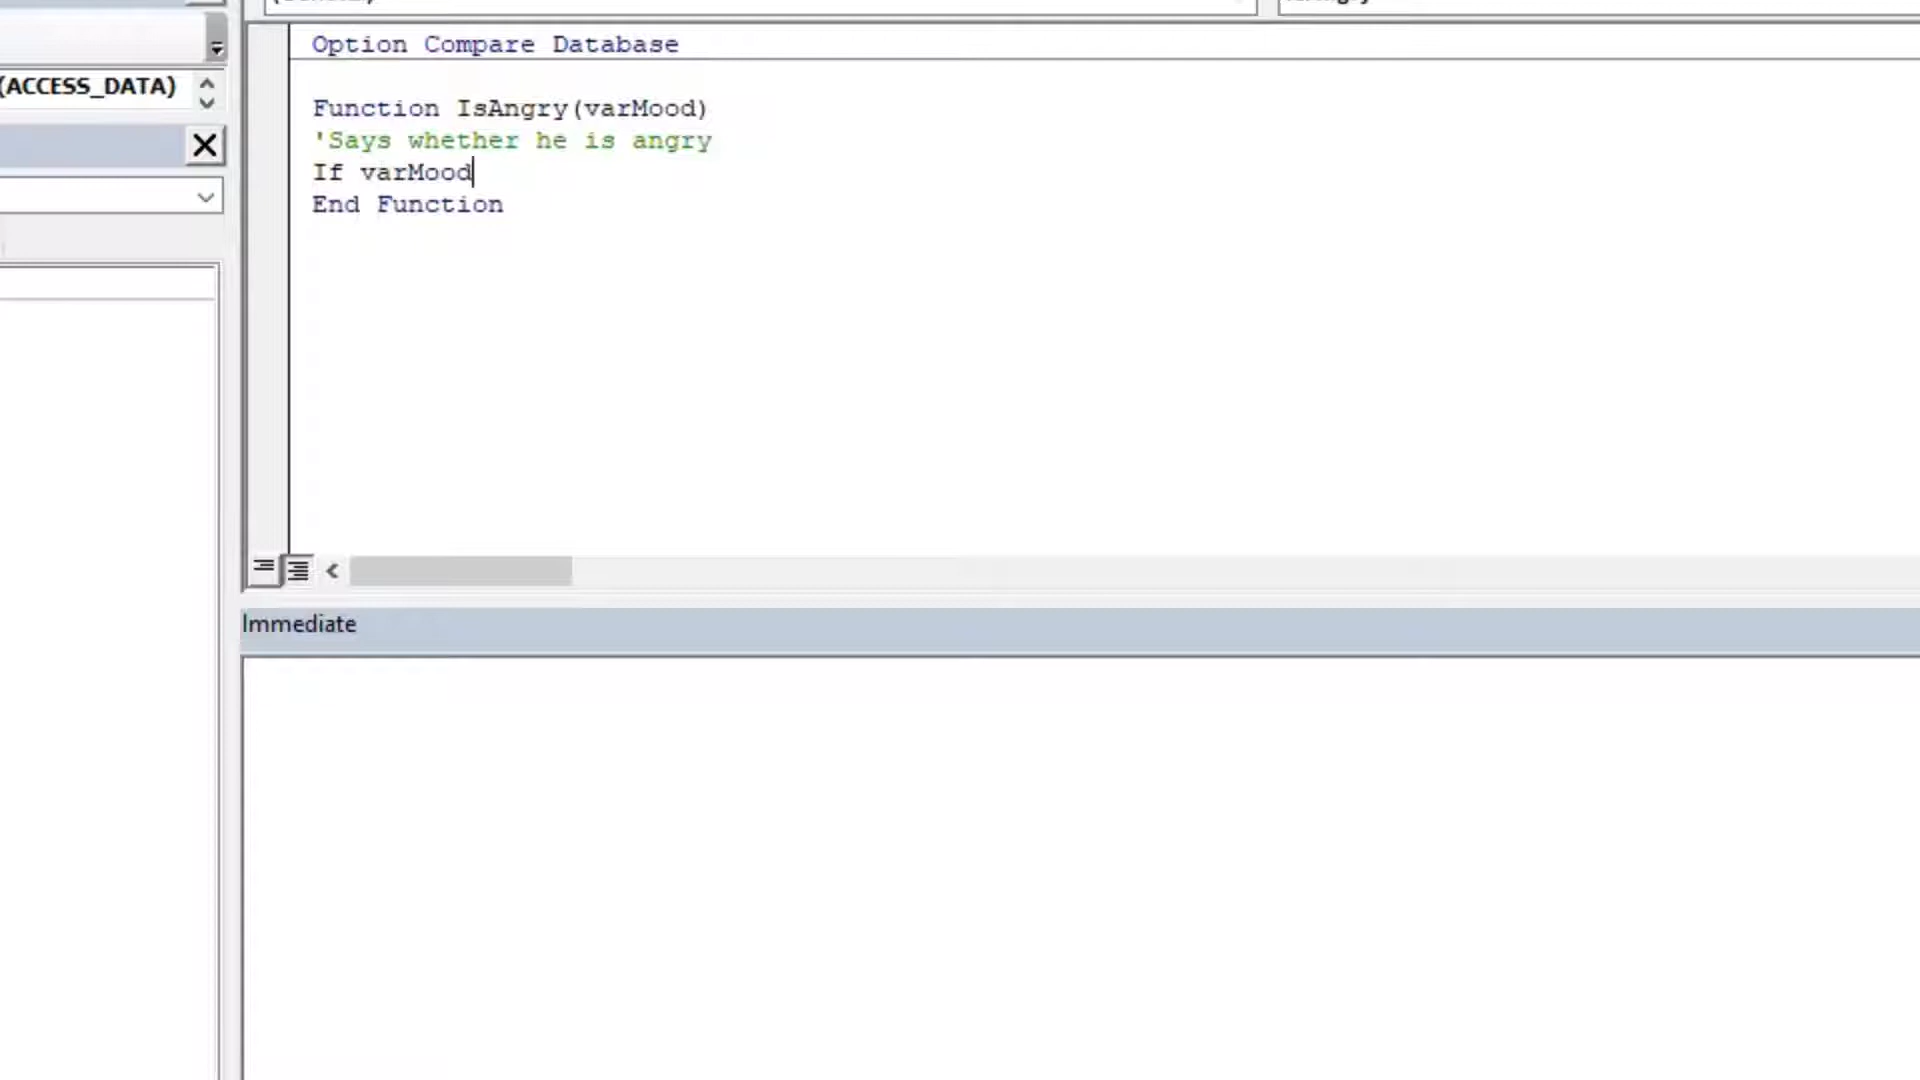 Option Compare Database
(ACCESS_DATA)
Function IsAngry(varMood)
'Says whether he is angry
If varMood
End Function
Immediate